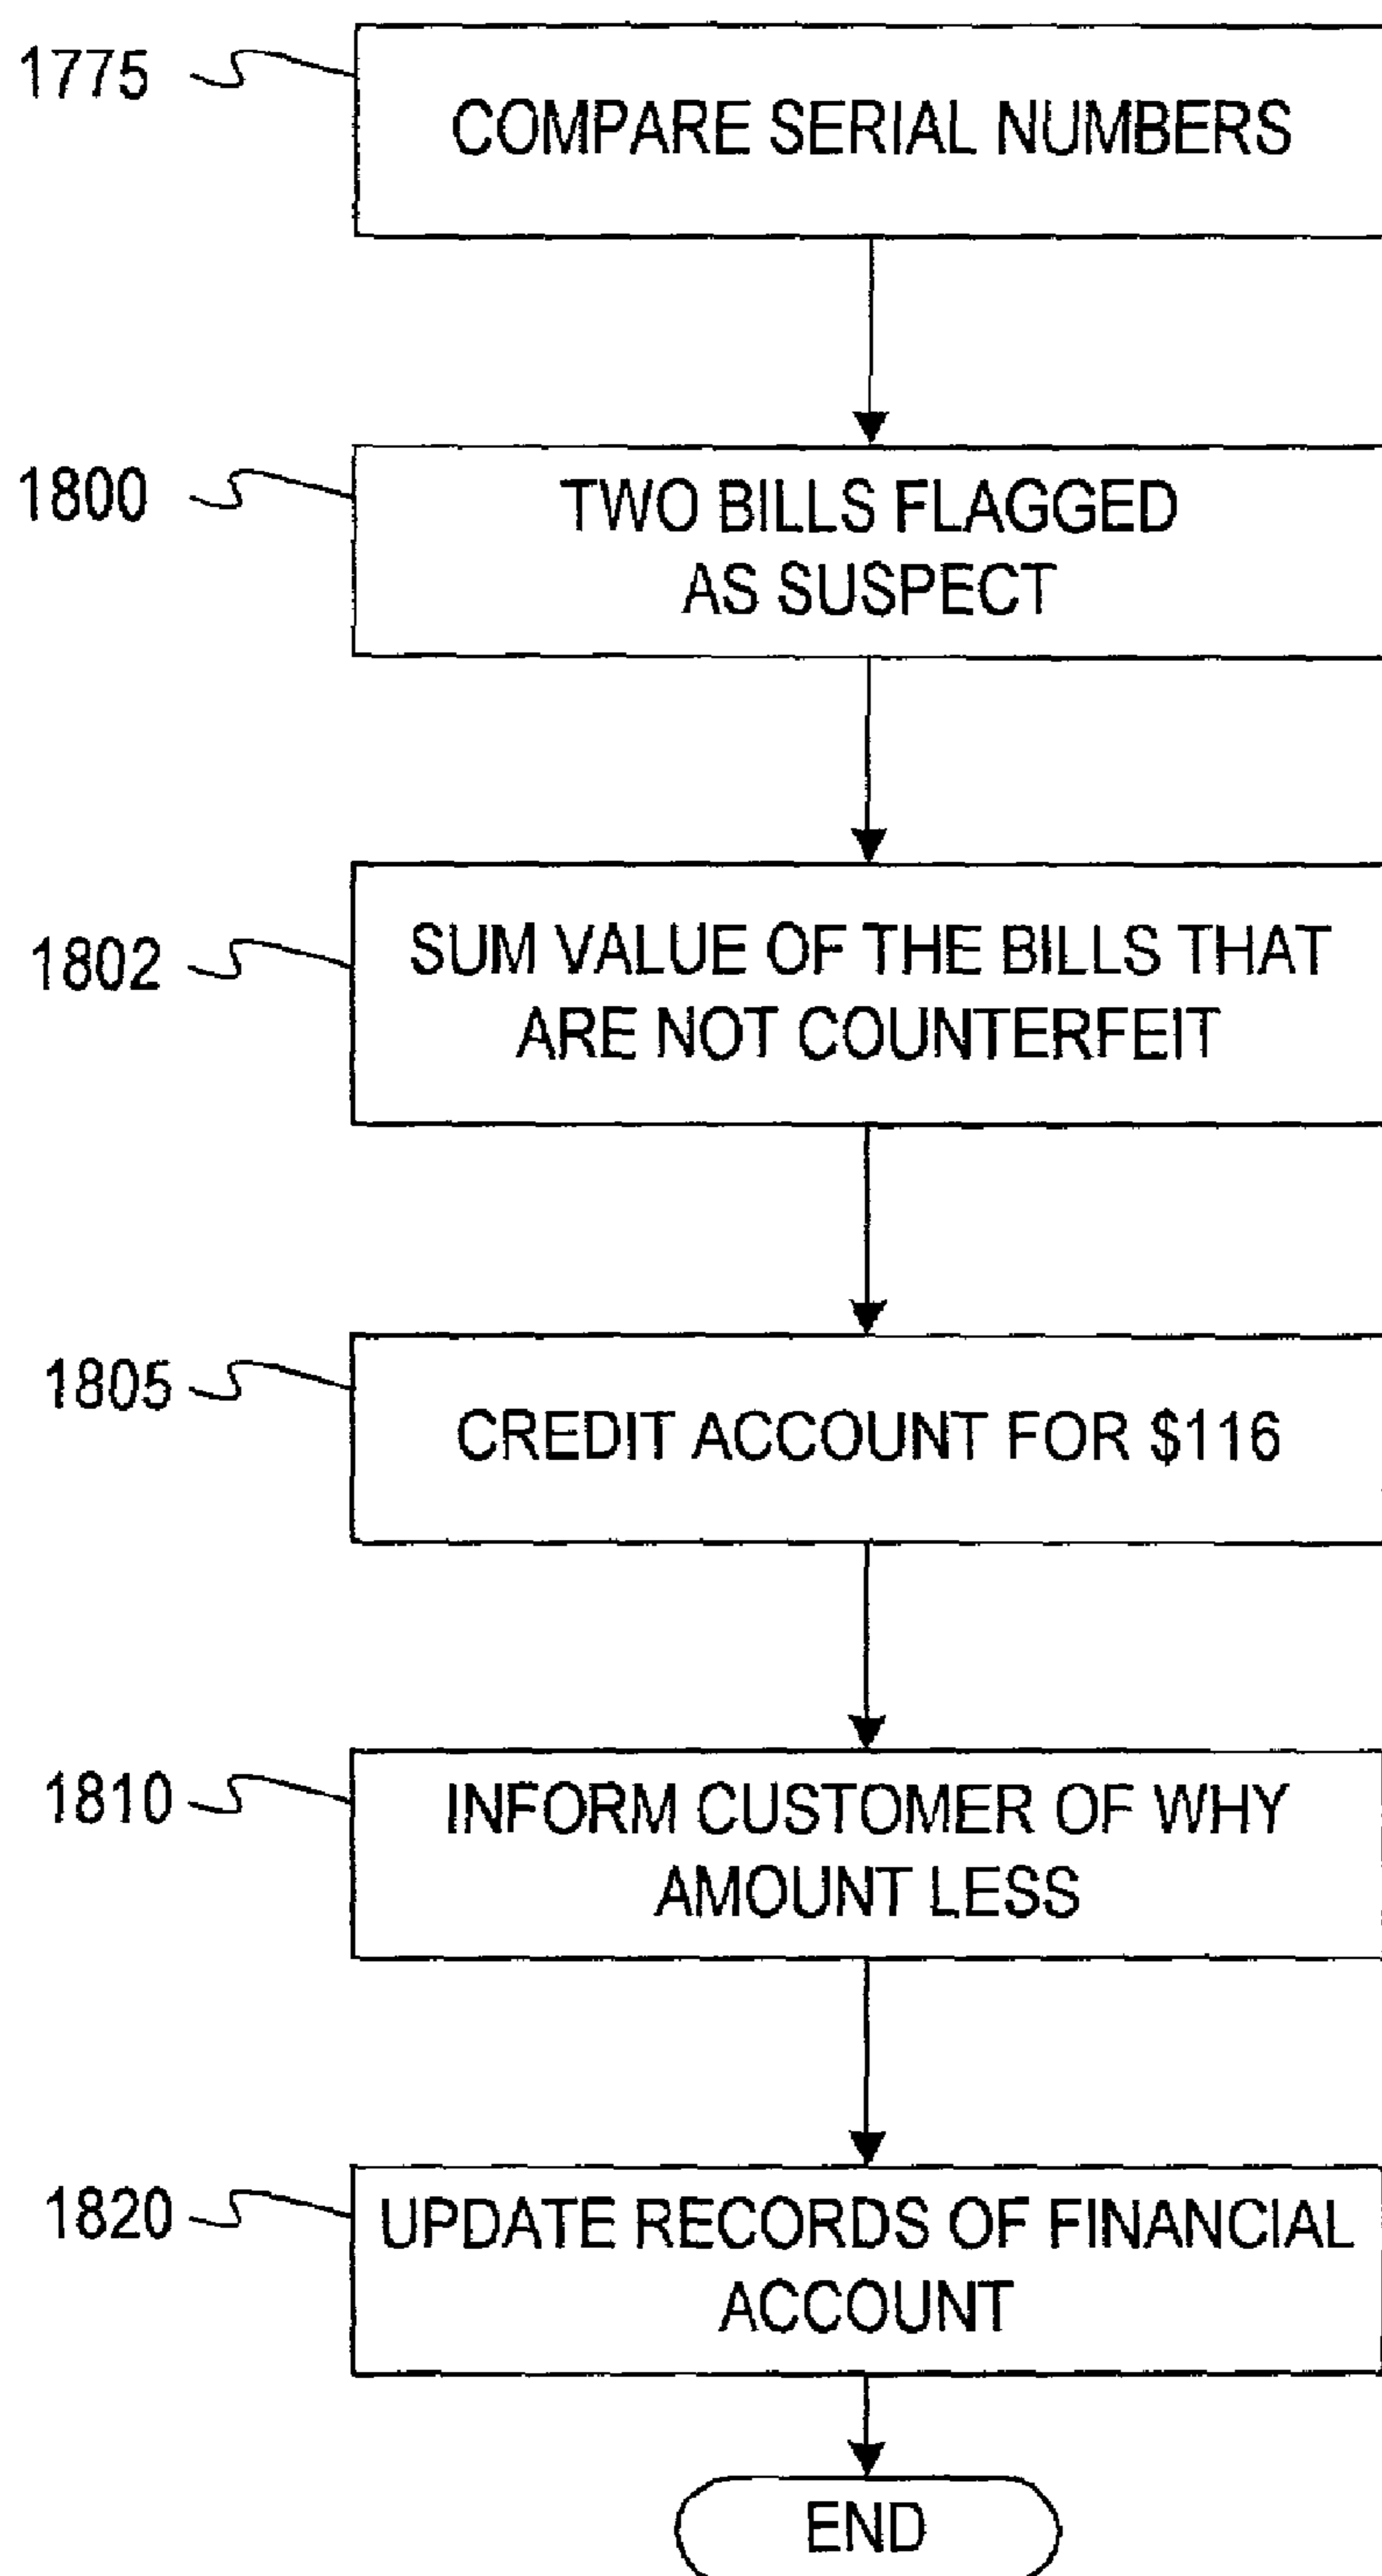 1775
COMPARE SERIAL NUMBERS
1800
TWO BILLS FLAGGED
AS SUSPECT
1802
SUM VALUE OF THE BILLS THAT
ARE NOT COUNTERFEIT
1805
CREDIT ACCOUNT FOR $116
1810
INFORM CUSTOMER OF WHY
AMOUNT LESS
1820
UPDATE RECORDS OF FINANCIAL
ACCOUNT
END